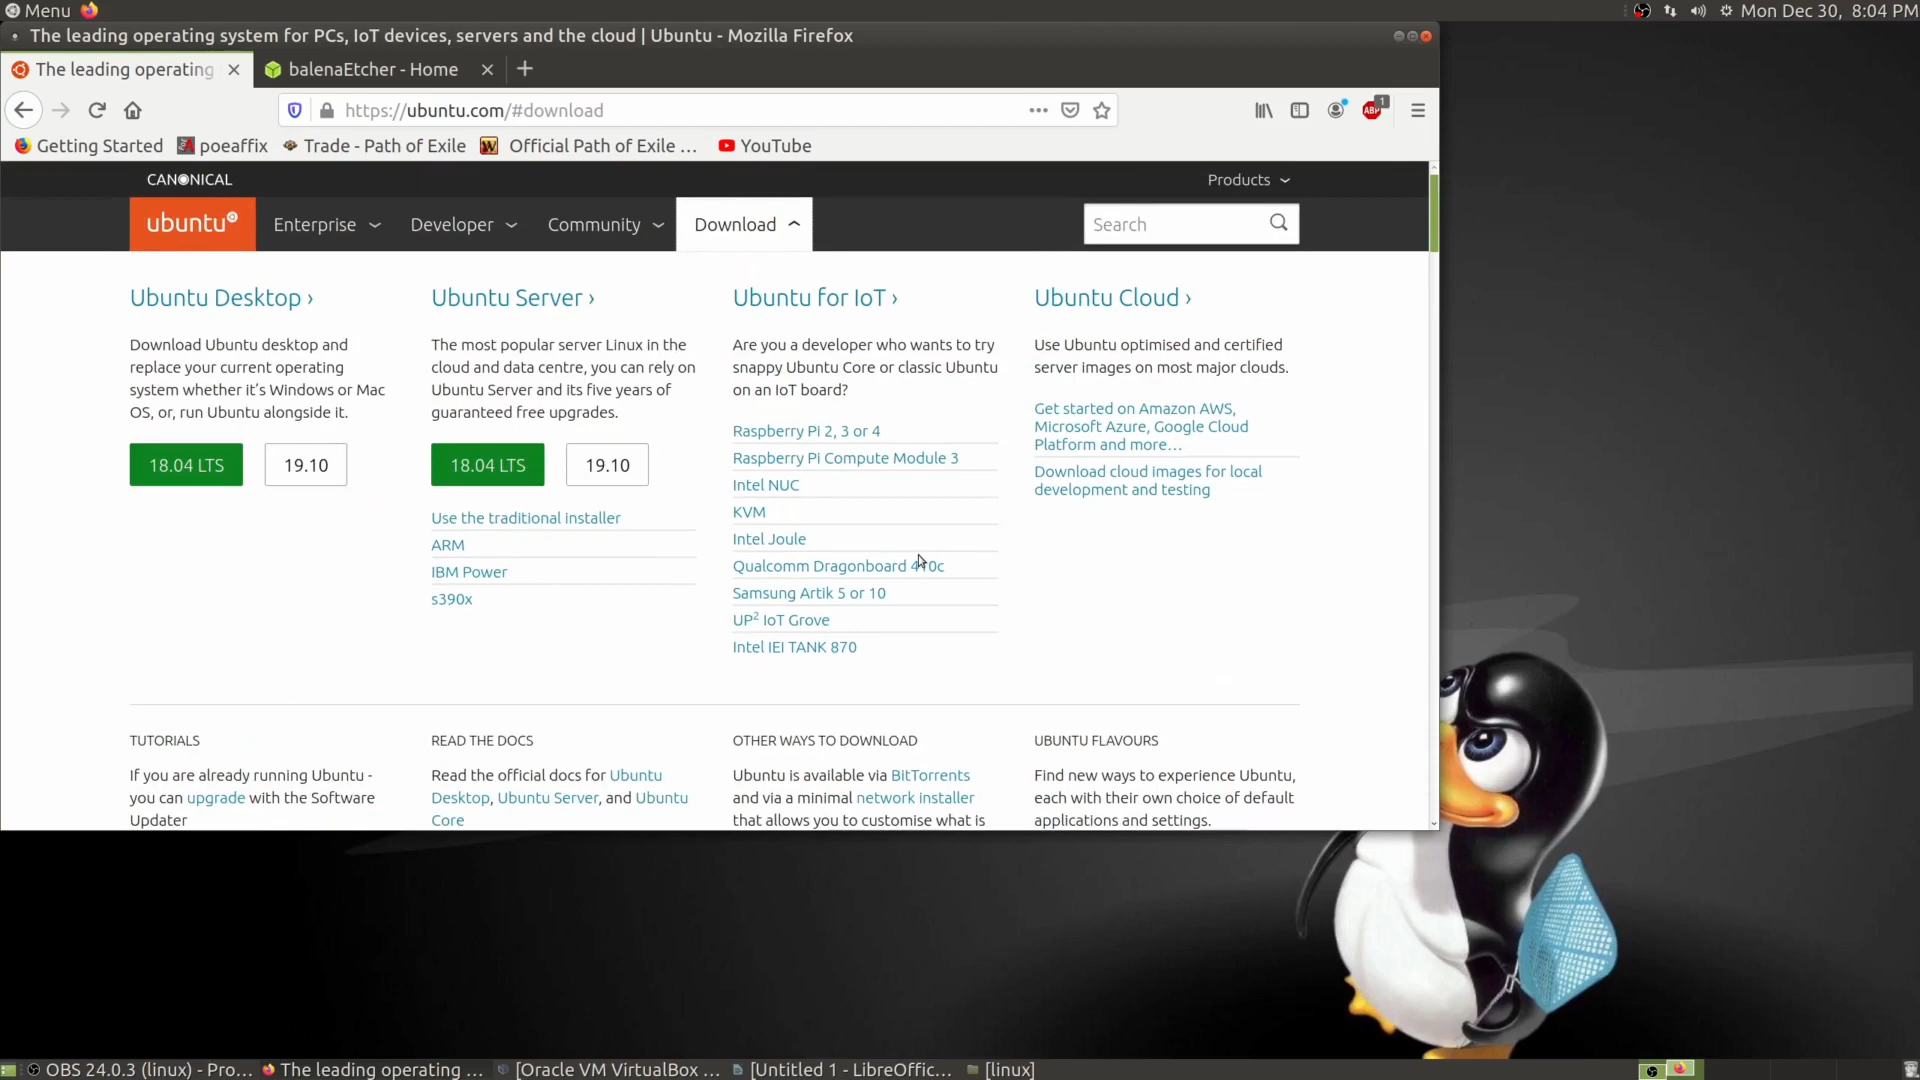 Menu
Mon Dec 30, 8:04 PM
The leading operating system for PCs, IoT devices, servers and the cloud | Ubuntu - Mozilla Firefox
The leading operating
balenaEtcher - Home
https://ubuntu.com/#download
ABP
1
Getting Started
poeaffix
Trade - Path of Exile
Official Path of Exile ...
YouTube
CANONICAL
Products
ubuntu
Enterprise
Developer
Community
Download
Search
Ubuntu Desktop ›
Download Ubuntu desktop and
replace your current operating
system whether it’s Windows or Mac
OS, or, run Ubuntu alongside it.
18.04 LTS
19.10
Ubuntu Server ›
The most popular server Linux in the
cloud and data centre, you can rely on
Ubuntu Server and its five years of
guaranteed free upgrades.
18.04 LTS
19.10
Use the traditional installer
ARM
IBM Power
s390x
Ubuntu for IoT ›
Are you a developer who wants to try
snappy Ubuntu Core or classic Ubuntu
on an IoT board?
Raspberry Pi 2, 3 or 4
Raspberry Pi Compute Module 3
Intel NUC
KVM
Intel Joule
Qualcomm Dragonboard 410c
Samsung Artik 5 or 10
UP² IoT Grove
Intel IEI TANK 870
Ubuntu Cloud ›
Use Ubuntu optimised and certified
server images on most major clouds.
Get started on Amazon AWS,
Microsoft Azure, Google Cloud
Platform and more…
Download cloud images for local
development and testing
TUTORIALS
If you are already running Ubuntu -
you can upgrade with the Software
Updater
READ THE DOCS
Read the official docs for Ubuntu
Desktop, Ubuntu Server, and Ubuntu
Core
OTHER WAYS TO DOWNLOAD
Ubuntu is available via BitTorrents
and via a minimal network installer
that allows you to customise what is
UBUNTU FLAVOURS
Find new ways to experience Ubuntu,
each with their own choice of default
applications and settings.
OBS 24.0.3 (linux) - Pro...
The leading operating ...
[Oracle VM VirtualBox ...
[Untitled 1 - LibreOffic...
[linux]